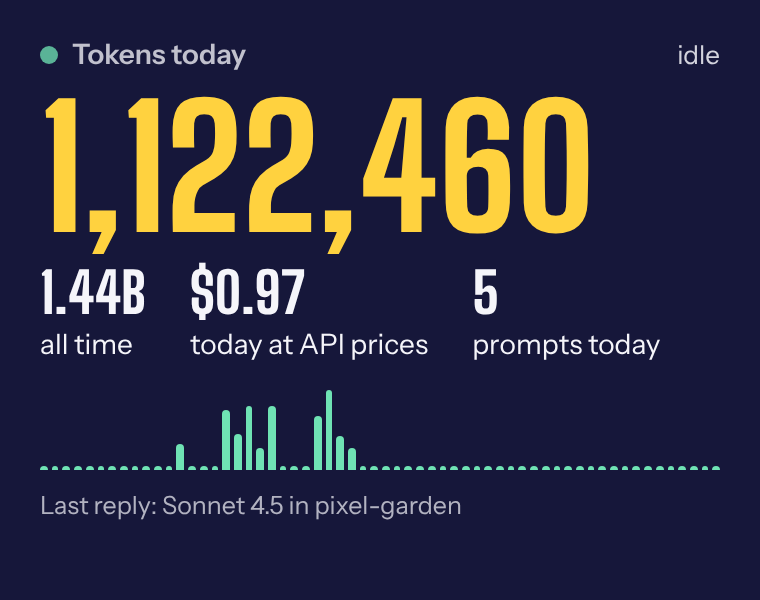 Tokens today
idle
1,122,460
1.44B
$0.97
5
all time
today at API prices
prompts today
Last reply: Sonnet 4.5 in pixel-garden